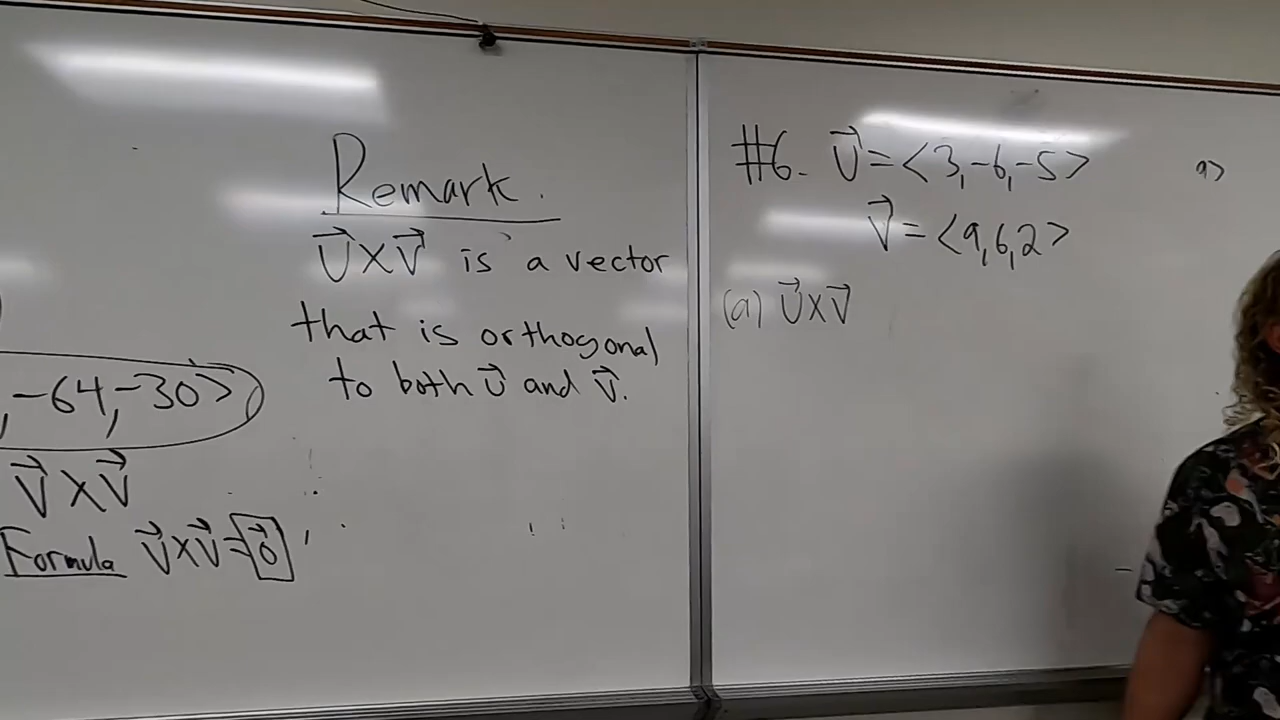 , -64, -30>
V⃗ X V⃗
Formula V⃗ X V⃗ = 0⃗
Remark.
U⃗ X V⃗ is a vector
that is orthogonal
to both U⃗ and V⃗.
#6. U⃗ = <3, -6, -5>
V⃗ = <9, 6, 2>
(a) U⃗ X V⃗